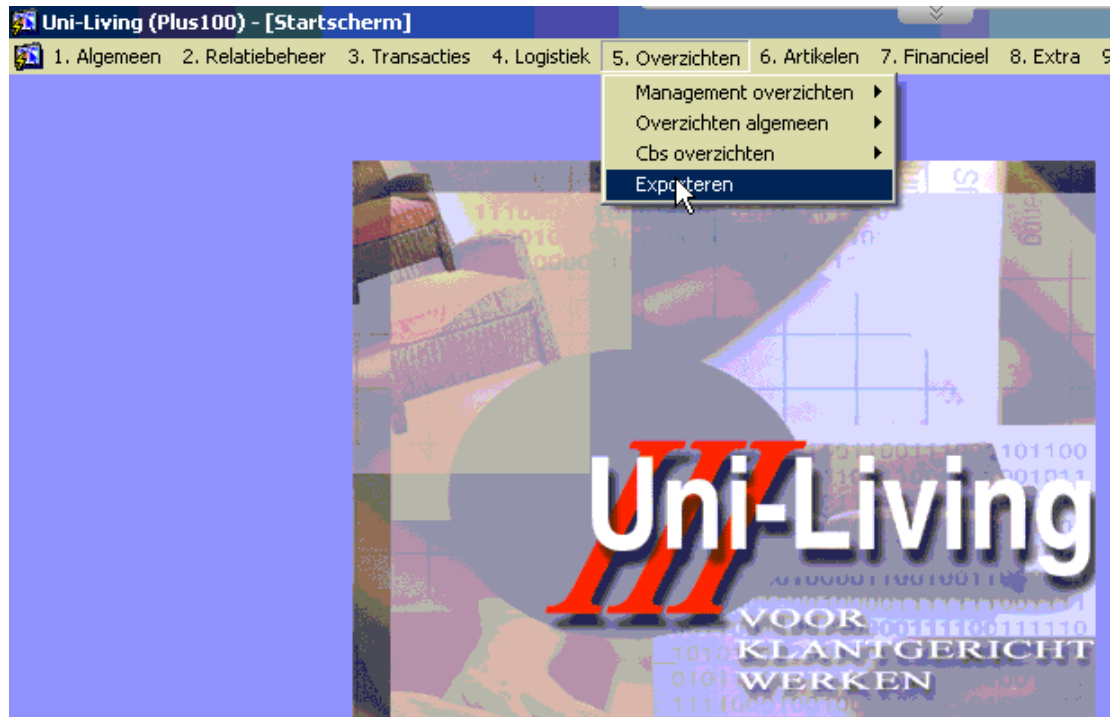 Uni-Living (Plus100) - [Startscherm]
1. Algemeen 2. Relatiebeheer 3. Transacties 4. Logistiek 5. Overzichten 6. Artikelen 7. Financieel 8. Extra 9
Management overzichten
Overzichten algemeen
Cbs overzichten
Exporteren
Uni-Living
VOOR
KLANTGERICHT
WERKEN